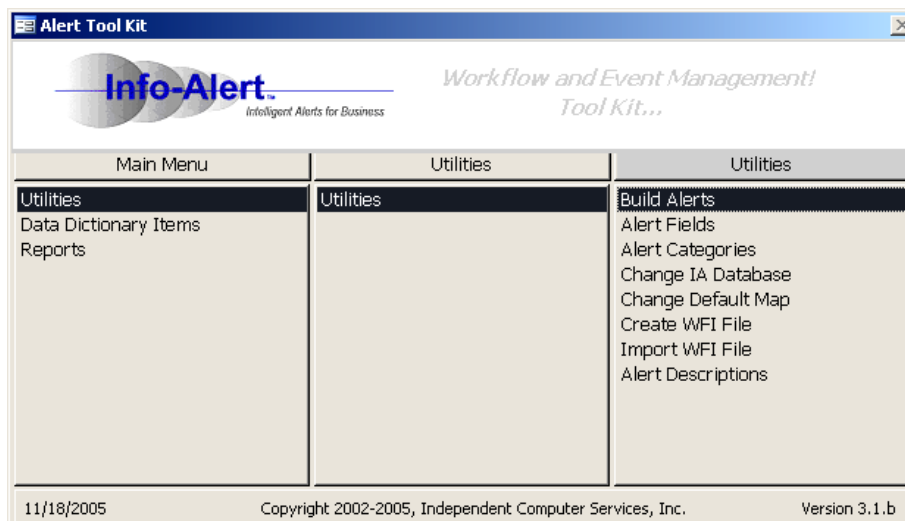 Alert Tool Kit
Info-Alert™
Intelligent Alerts for Business
Workflow and Event Management!
Tool Kit...
Main Menu Utilities Utilities
Utilities Utilities Build Alerts
Data Dictionary Items Alert Fields
Reports Alert Categories
Change IA Database
Change Default Map
Create WFI File
Import WFI File
Alert Descriptions
11/18/2005 Copyright 2002-2005, Independent Computer Services, Inc. Version 3.1.b